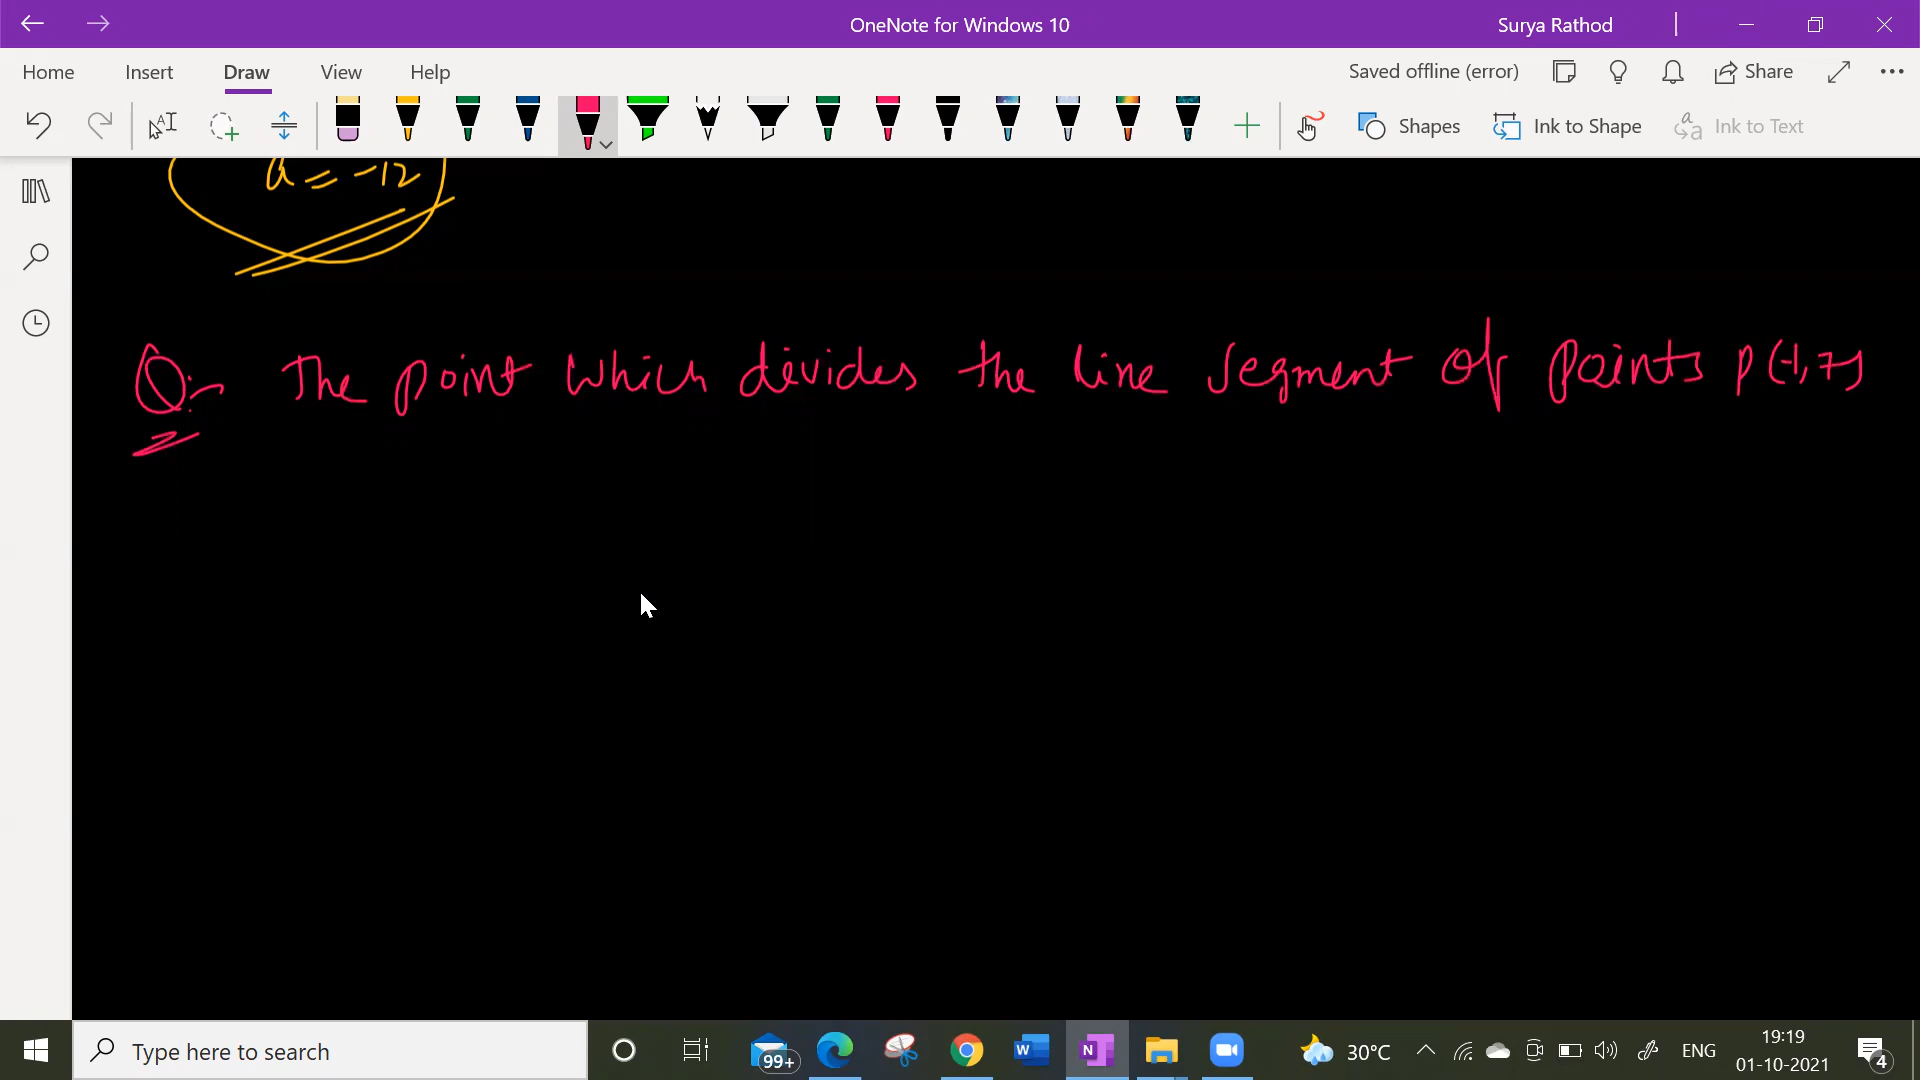 OneNote for Windows 10
Surya Rathod
Home Insert Draw View Help
Saved offline (error)
Share
Shapes
Ink to Shape
Ink to Text
a = -12
Q:- The point which divides the line segment of points P(-1,7)
Type here to search
99+
30°C
ENG
19:19
01-10-2021
4